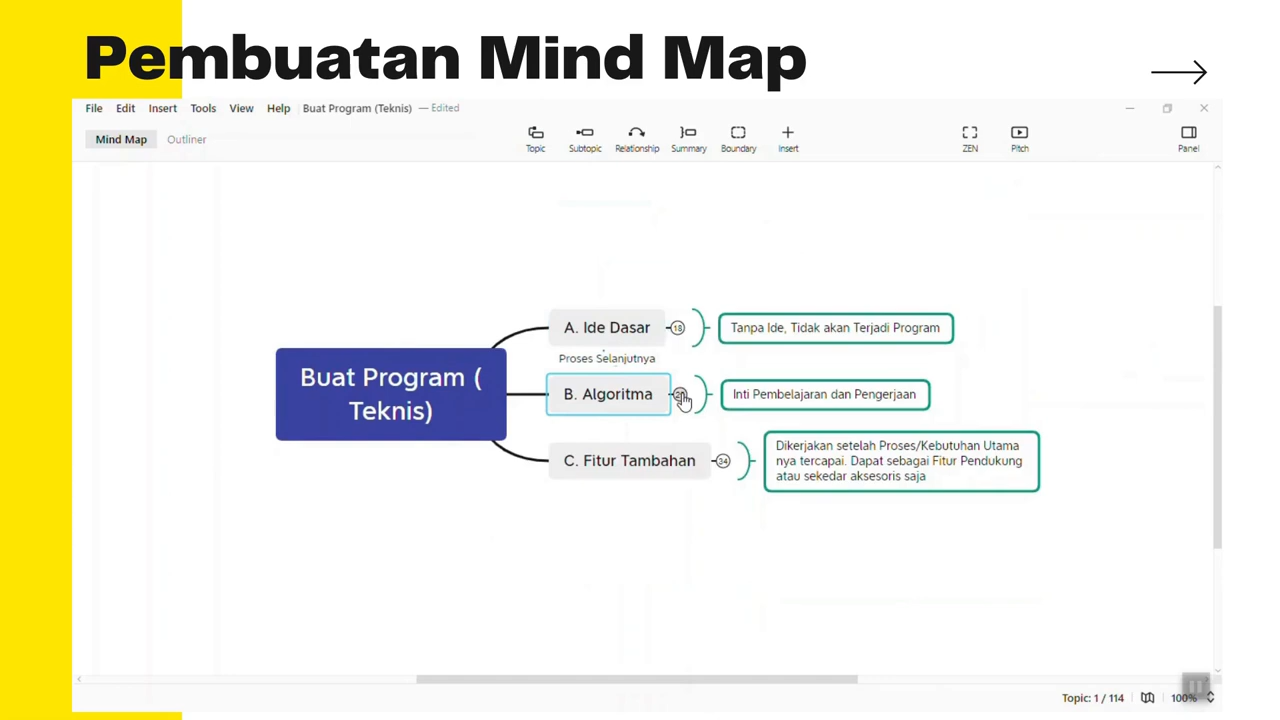 Pembuatan Mind Map
File Edit Insert Tools View Help Buat Program (Teknis) — Edited
Mind Map Outliner
Topic Subtopic Relationship Summary Boundary Insert ZEN Pitch Panel
A. Ide Dasar 18 Tanpa Ide, Tidak akan Terjadi Program
Proses Selanjutnya
Buat Program (
Teknis)
B. Algoritma Inti Pembelajaran dan Pengerjaan
C. Fitur Tambahan 34
Dikerjakan setelah Proses/Kebutuhan Utama
nya tercapai. Dapat sebagai Fitur Pendukung
atau sekedar aksesoris saja
Topic: 1 / 114 100%